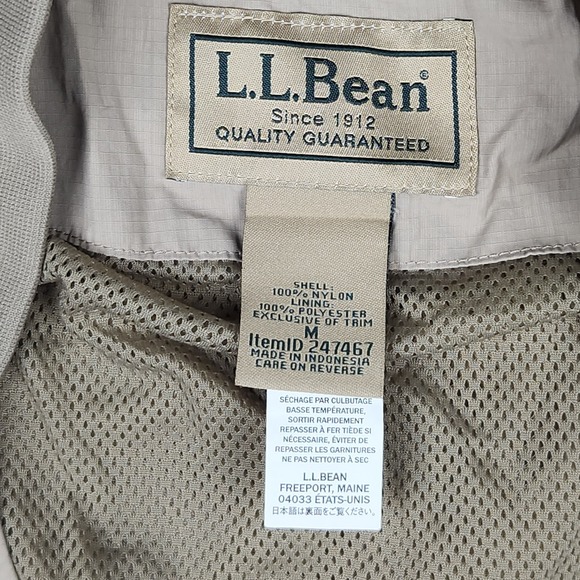 L.L.Bean®
Since 1912
QUALITY GUARANTEED
SHELL:
100% NYLON
LINING:
100% POLYESTER
EXCLUSIVE OF TRIM
M
ItemID 247467
MADE IN INDONESIA
CARE ON REVERSE
SÉCHAGE PAR CULBUTAGE
BASSE TEMPÉRATURE,
SORTIR RAPIDEMENT
REPASSER À FER TIÈDE SI
NÉCESSAIRE, ÉVITER DE
REPASSER LES GARNITURES
NE PAS NETTOYER À SEC
L.L.BEAN
FREEPORT, MAINE
04033 ÉTATS-UNIS
日本語は裏面をご覧ください。